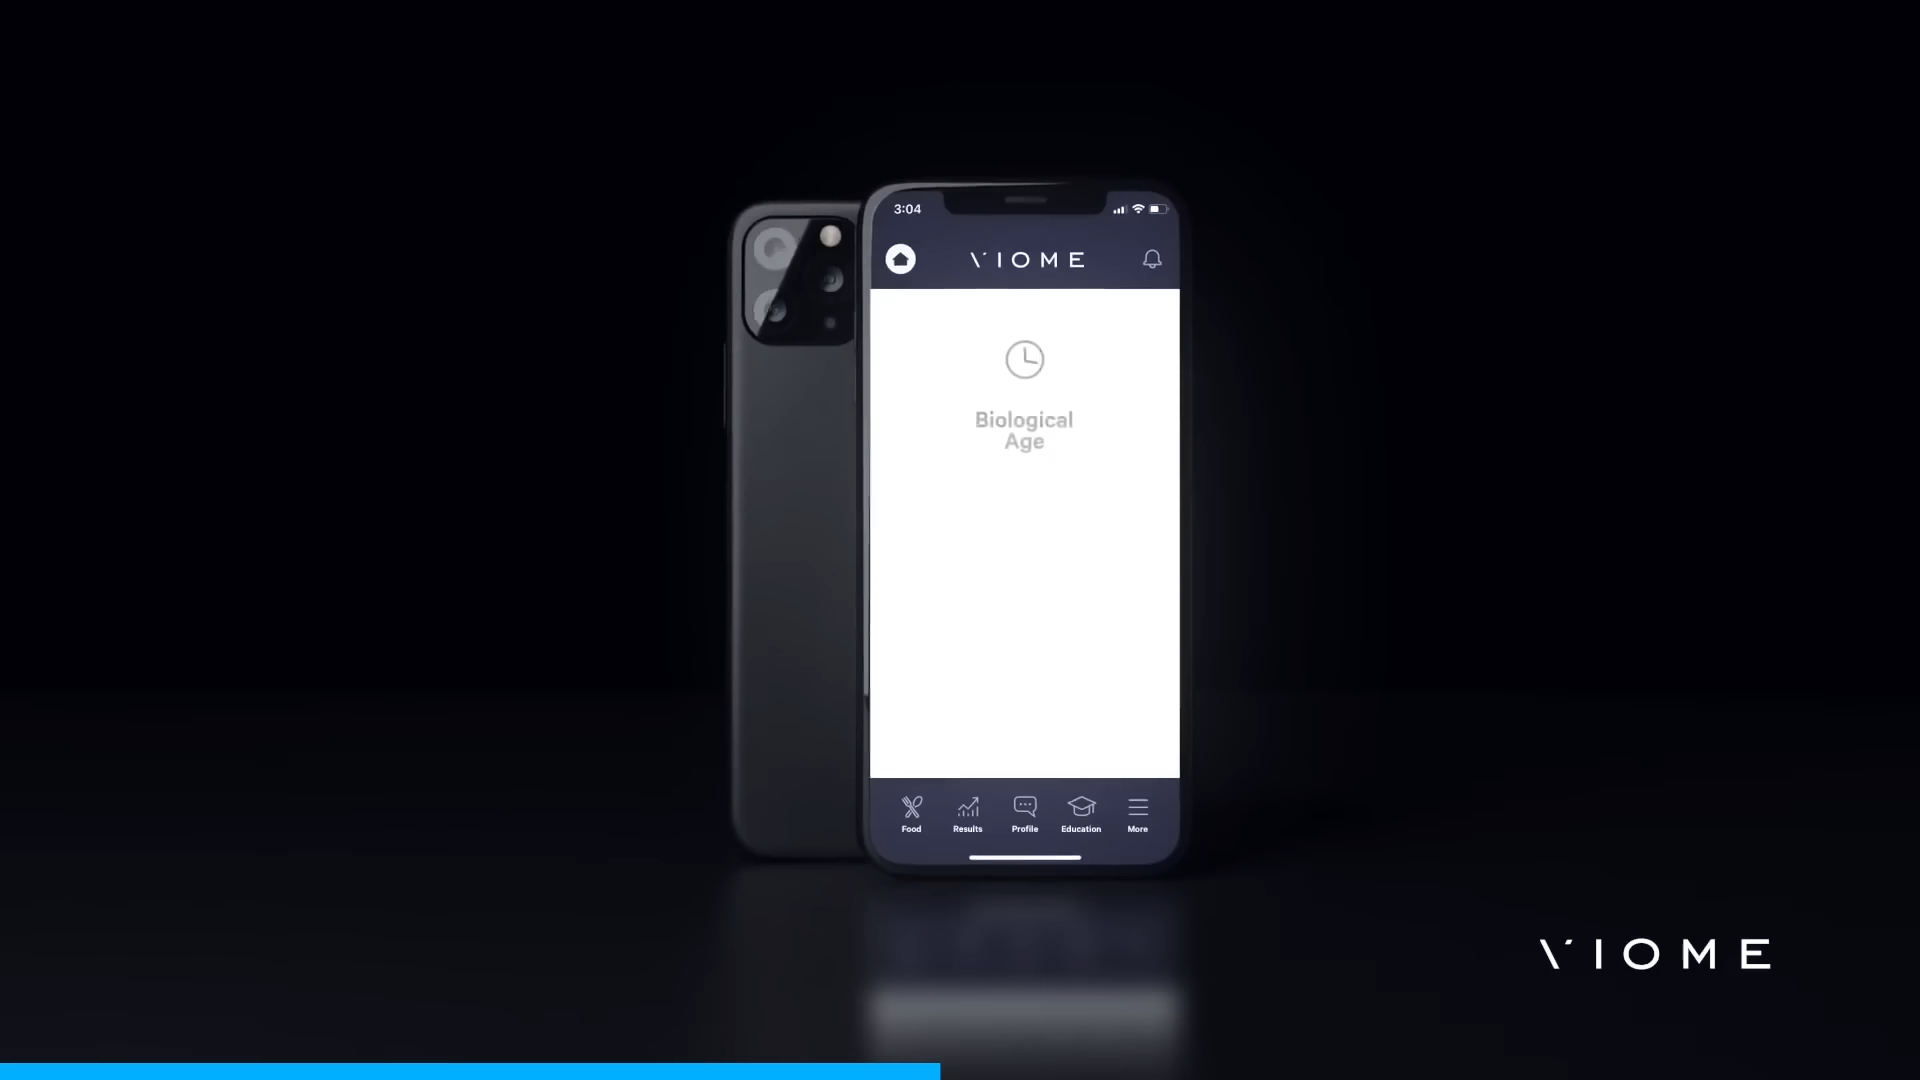 3:04
VIOME
Biological
Age
Food Results Profile Education More
VIOME